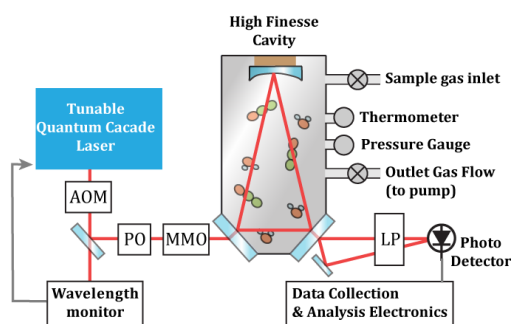 High Finesse
Cavity
Tunable
Quantum Cacade
Laser
Sample gas inlet
Thermometer
Pressure Gauge
Outlet Gas Flow
(to pump)
AOM
PO
MMO
LP
Photo
Detector
Wavelength
monitor
Data Collection
& Analysis Electronics